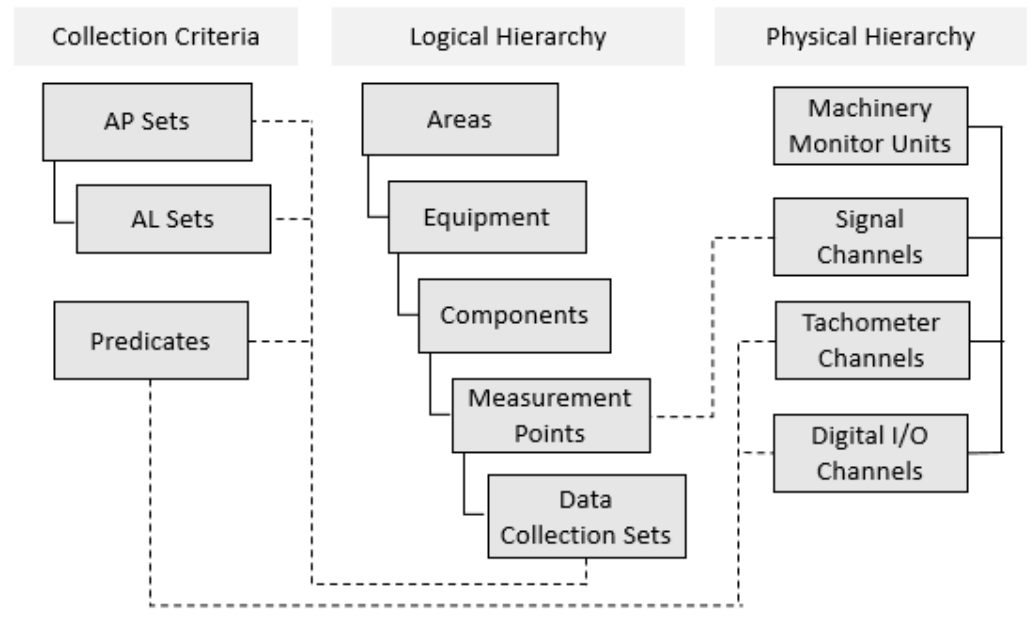 Collection Criteria
Logical Hierarchy
Physical Hierarchy
AP Sets
AL Sets
Predicates
Areas
Equipment
Components
Measurement
Points
Data
Collection Sets
Machinery
Monitor Units
Signal
Channels
Tachometer
Channels
Digital I/O
Channels